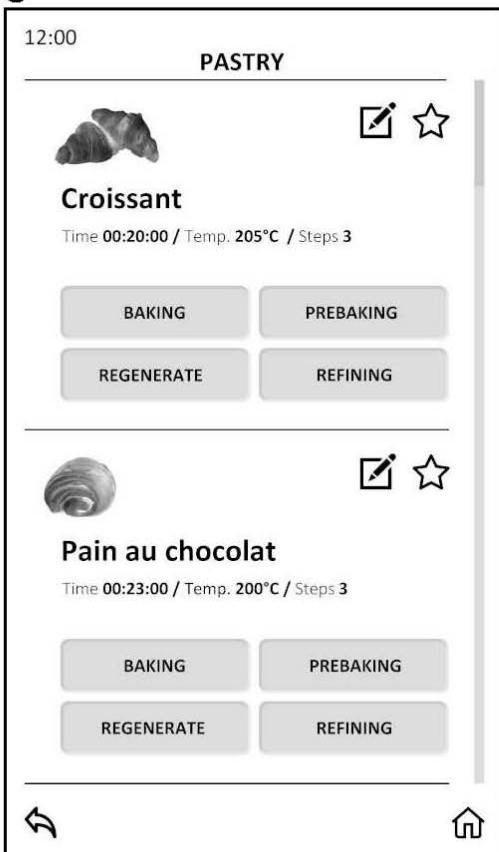 12:00
PASTRY
Croissant
Time 00:20:00 / Temp. 205°C / Steps 3
BAKING PREBAKING
REGENERATE REFINING
Pain au chocolat
Time 00:23:00 / Temp. 200°C / Steps 3
BAKING PREBAKING
REGENERATE REFINING